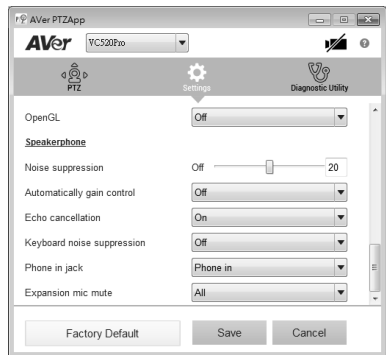 AVer PTZApp
AVer VC520Pro
PTZ Settings Diagnostic Utility
OpenGL Off
Speakerphone
Noise suppression Off 20
Automatically gain control Off
Echo cancellation On
Keyboard noise suppression Off
Phone in jack Phone in
Expansion mic mute All
Factory Default Save Cancel